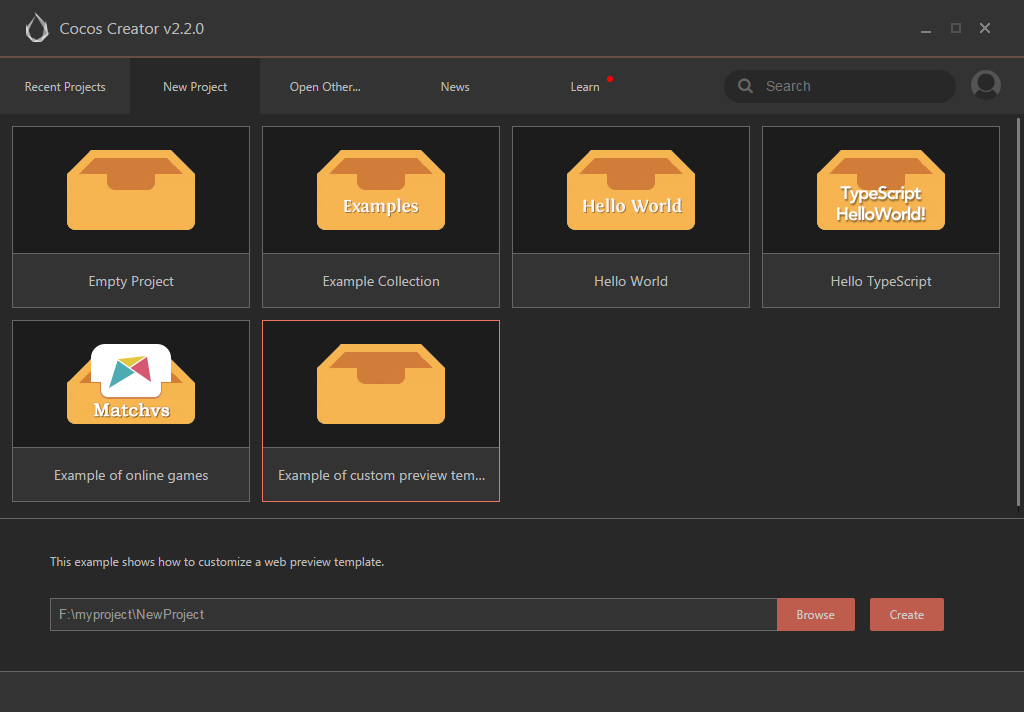 Cocos Creator v2.2.0
Recent Projects
New Project
Open Other...
News
Learn
Search
Examples
Hello World
TypeScript
HelloWorld!
Empty Project
Example Collection
Hello World
Hello TypeScript
Matchvs
Example of online games
Example of custom preview tem...
This example shows how to customize a web preview template.
F:\myproject\NewProject
Browse
Create